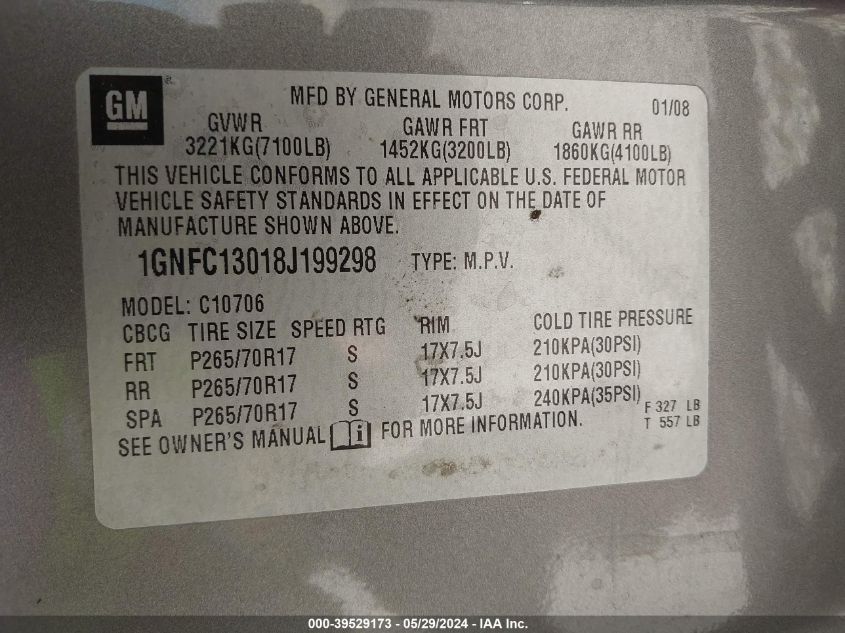 GM ®
MFD BY GENERAL MOTORS CORP. 01/08
GVWR GAWR FRT GAWR RR
3221KG(7100LB) 1452KG(3200LB) 1860KG(4100LB)
THIS VEHICLE CONFORMS TO ALL APPLICABLE U.S. FEDERAL MOTOR
VEHICLE SAFETY STANDARDS IN EFFECT ON THE DATE OF
MANUFACTURE SHOWN ABOVE.
1GNFC13018J199298 TYPE: M.P.V.
MODEL: C10706
CBCG TIRE SIZE SPEED RTG RIM COLD TIRE PRESSURE
FRT P265/70R17 S 17X7.5J 210KPA(30PSI)
RR P265/70R17 S 17X7.5J 210KPA(30PSI)
SPA P265/70R17 S 17X7.5J 240KPA(35PSI) F 327 LB
SEE OWNER'S MANUAL i FOR MORE INFORMATION. T 557 LB
000-39529173 - 05/29/2024 - IAA Inc.